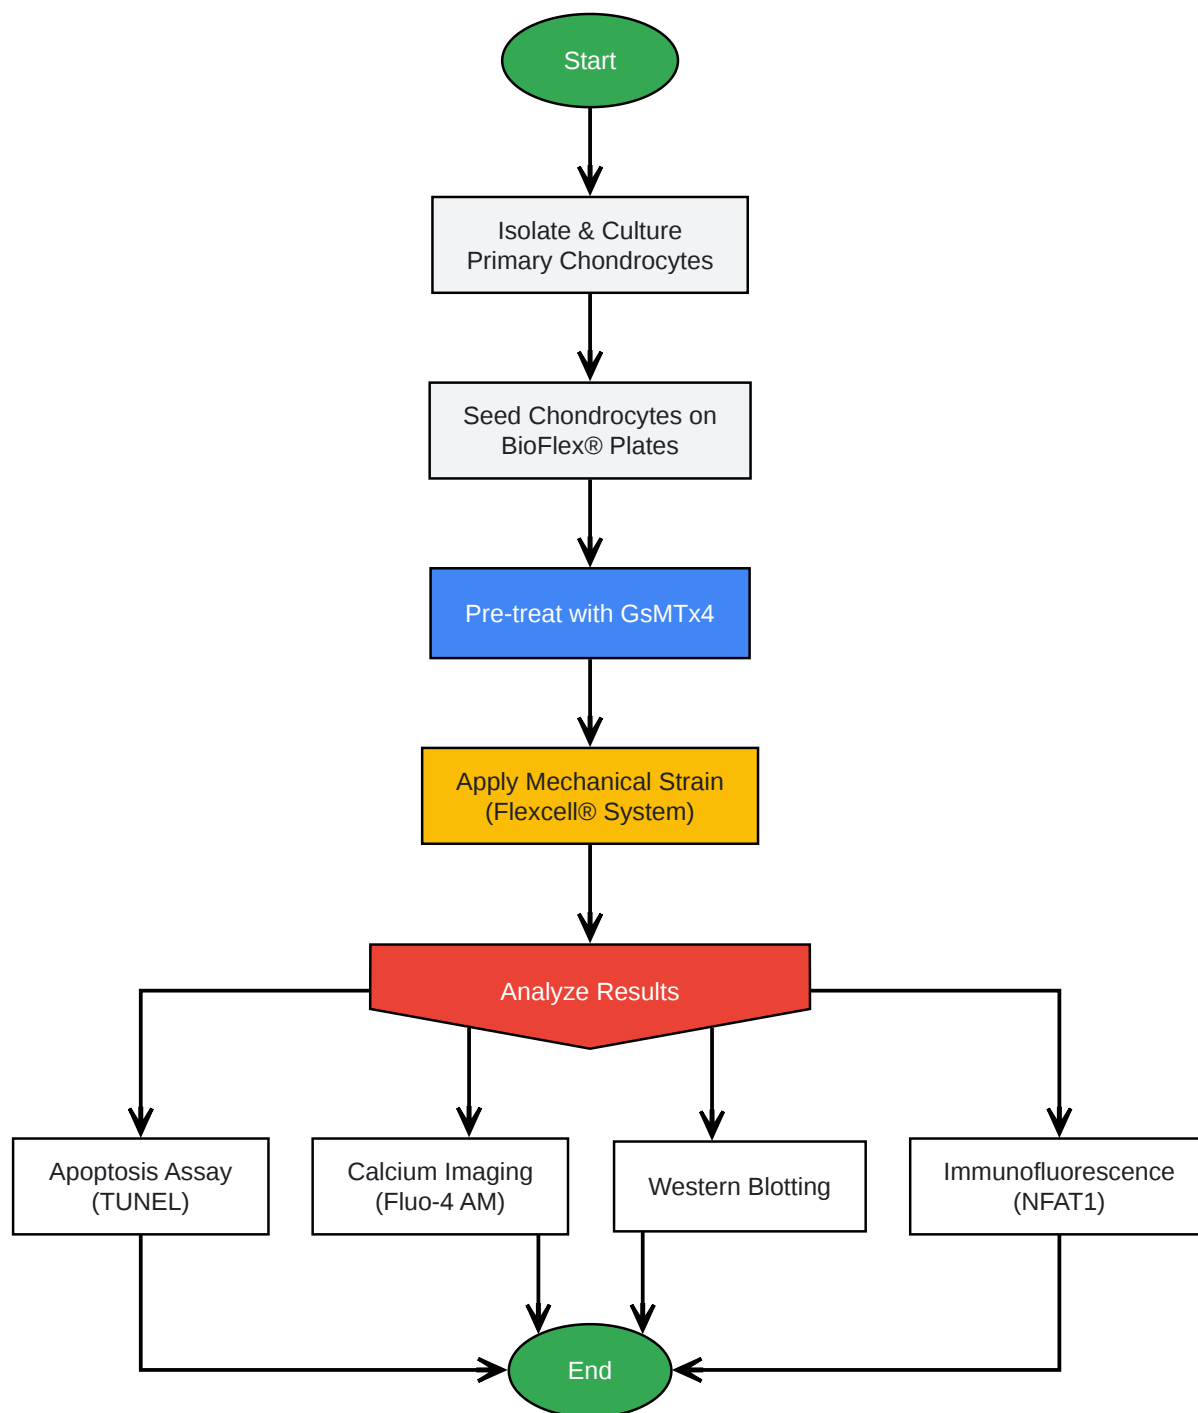 Start
Isolate & Culture
Primary Chondrocytes
Seed Chondrocytes on
BioFlex® Plates
Pre-treat with GsMTx4
Apply Mechanical Strain
(Flexcell® System)
Analyze Results
Apoptosis Assay
(TUNEL)
Calcium Imaging
(Fluo-4 AM)
Western Blotting
Immunofluorescence
(NFAT1)
End